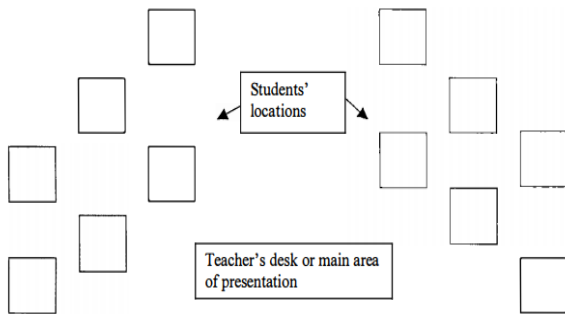 Students'
locations
Teacher's desk or main area
of presentation